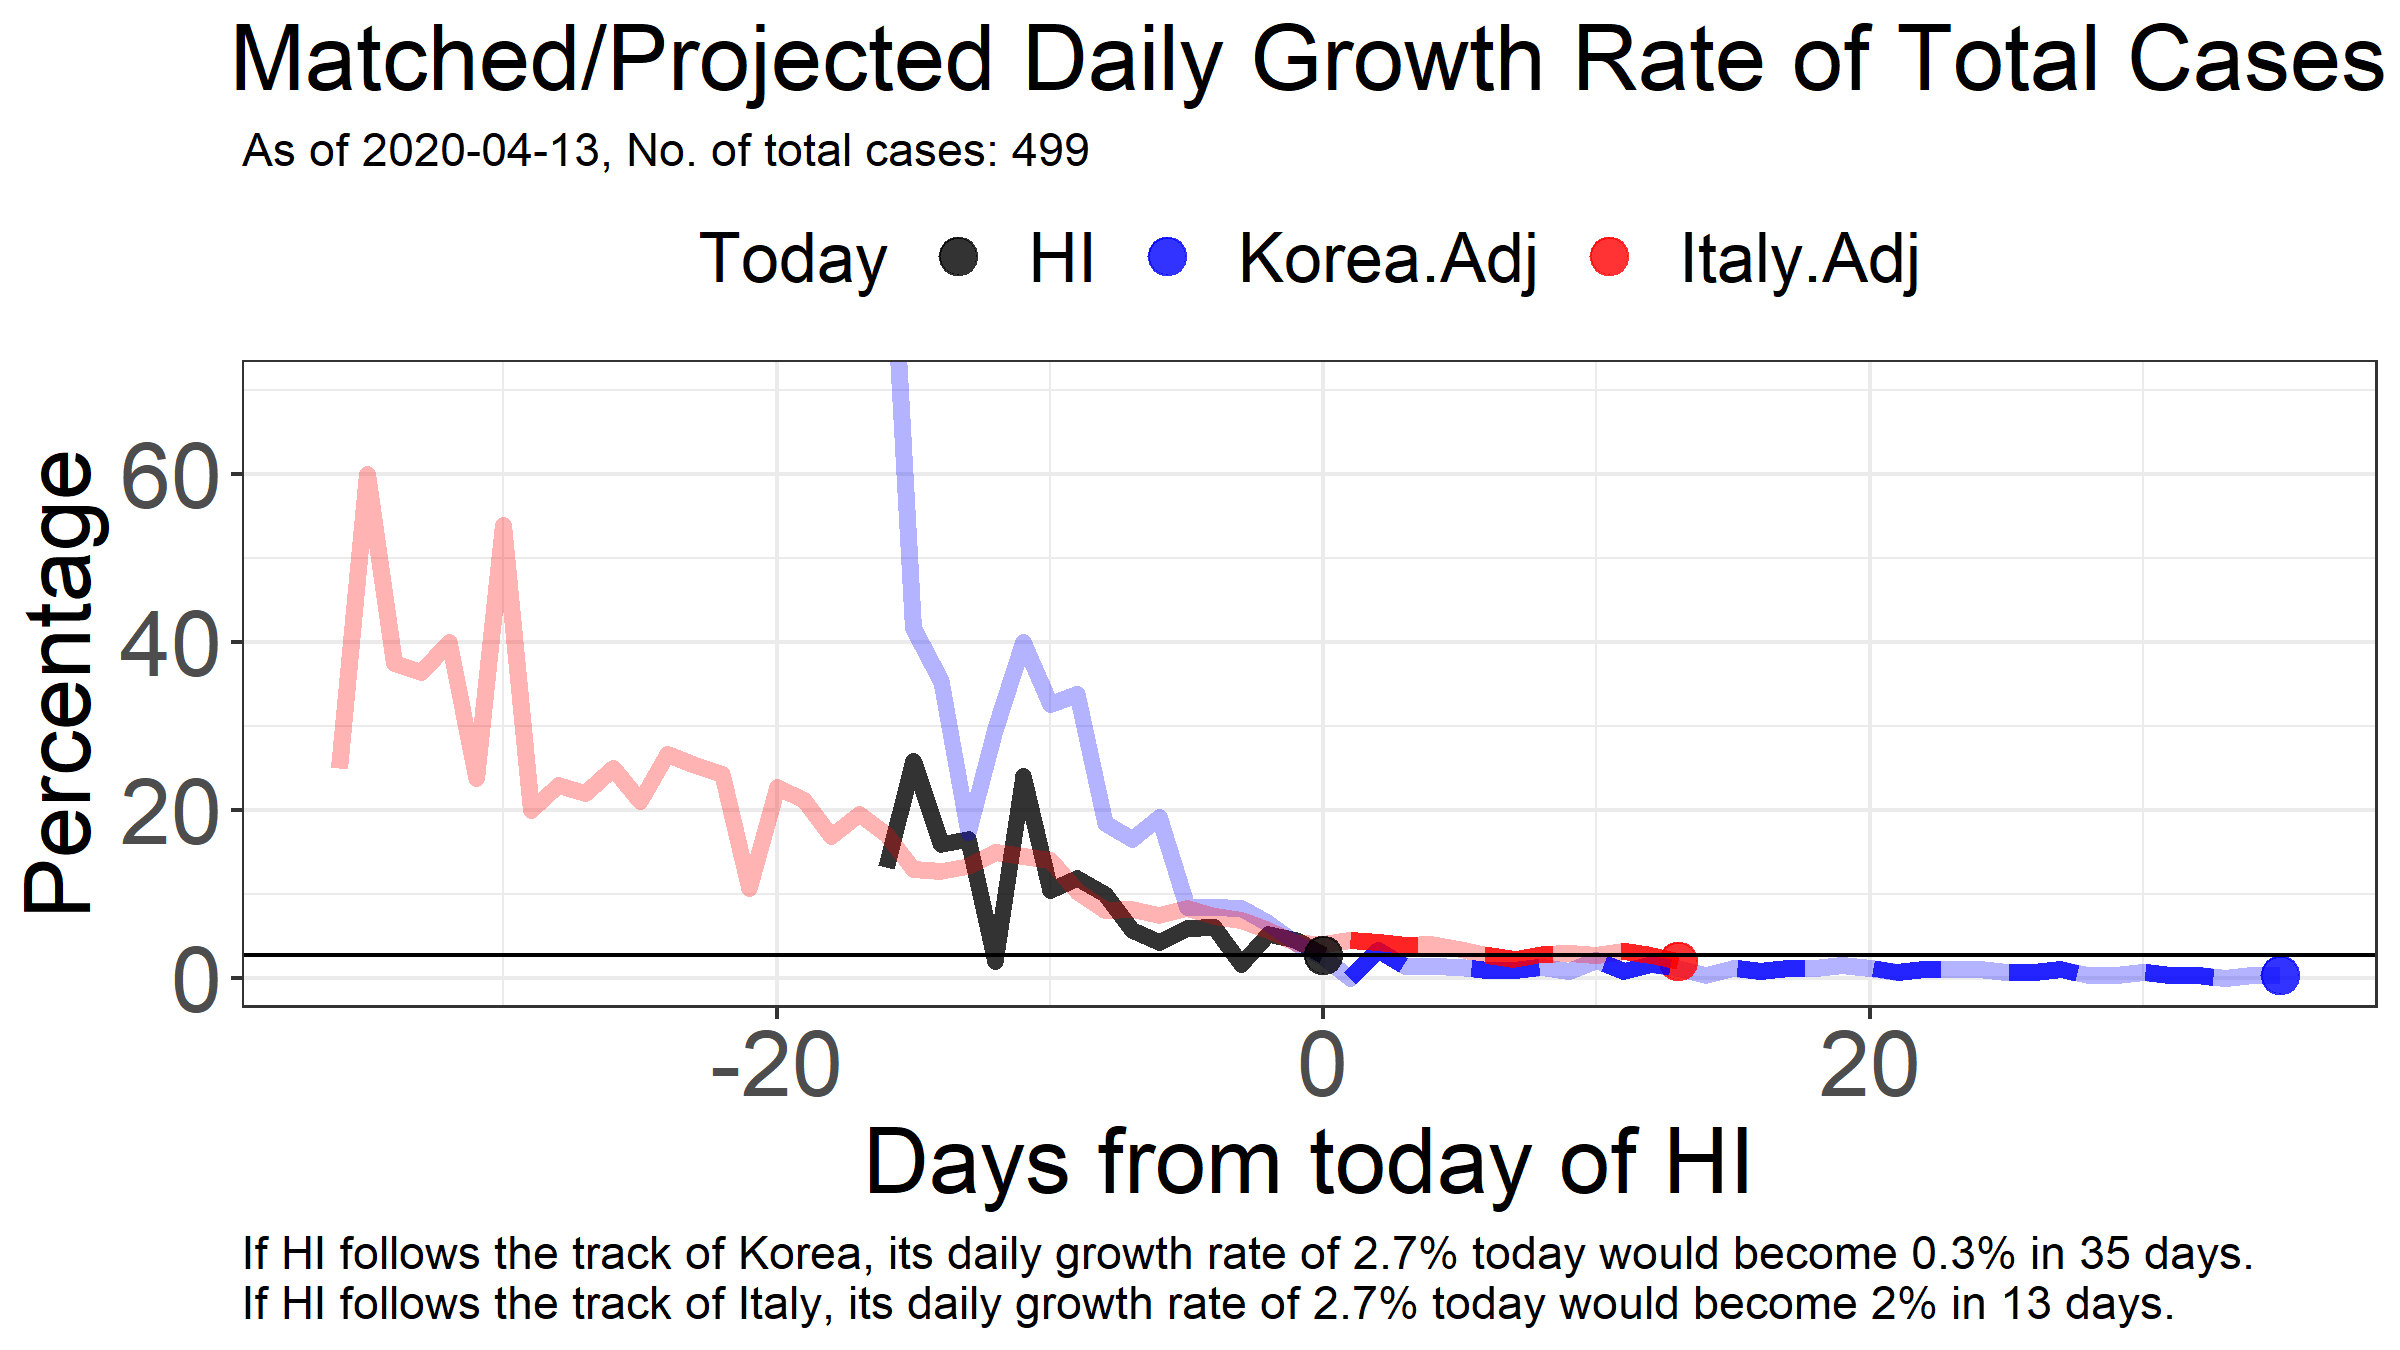 Matched/Projected Daily Growth Rate of Total Cases
As of 2020-04-13, No. of total cases: 499
Today HI Korea.Adj Italy.Adj
Percentage
60
40
20
0
-20 0 20
Days from today of HI
If HI follows the track of Korea, its daily growth rate of 2.7% today would become 0.3% in 35 days.
If HI follows the track of Italy, its daily growth rate of 2.7% today would become 2% in 13 days.